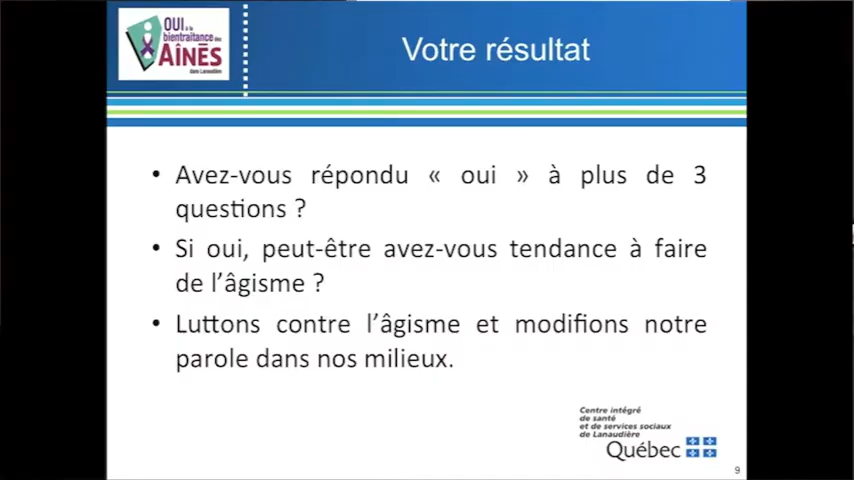 OUI à la
bientraitance des
AÎNÉS
dans Lanaudière
Votre résultat
• Avez-vous répondu « oui » à plus de 3
questions ?
• Si oui, peut-être avez-vous tendance à faire
de l’âgisme ?
• Luttons contre l’âgisme et modifions notre
parole dans nos milieux.
Centre intégré
de santé
et de services sociaux
de Lanaudière
Québec
9